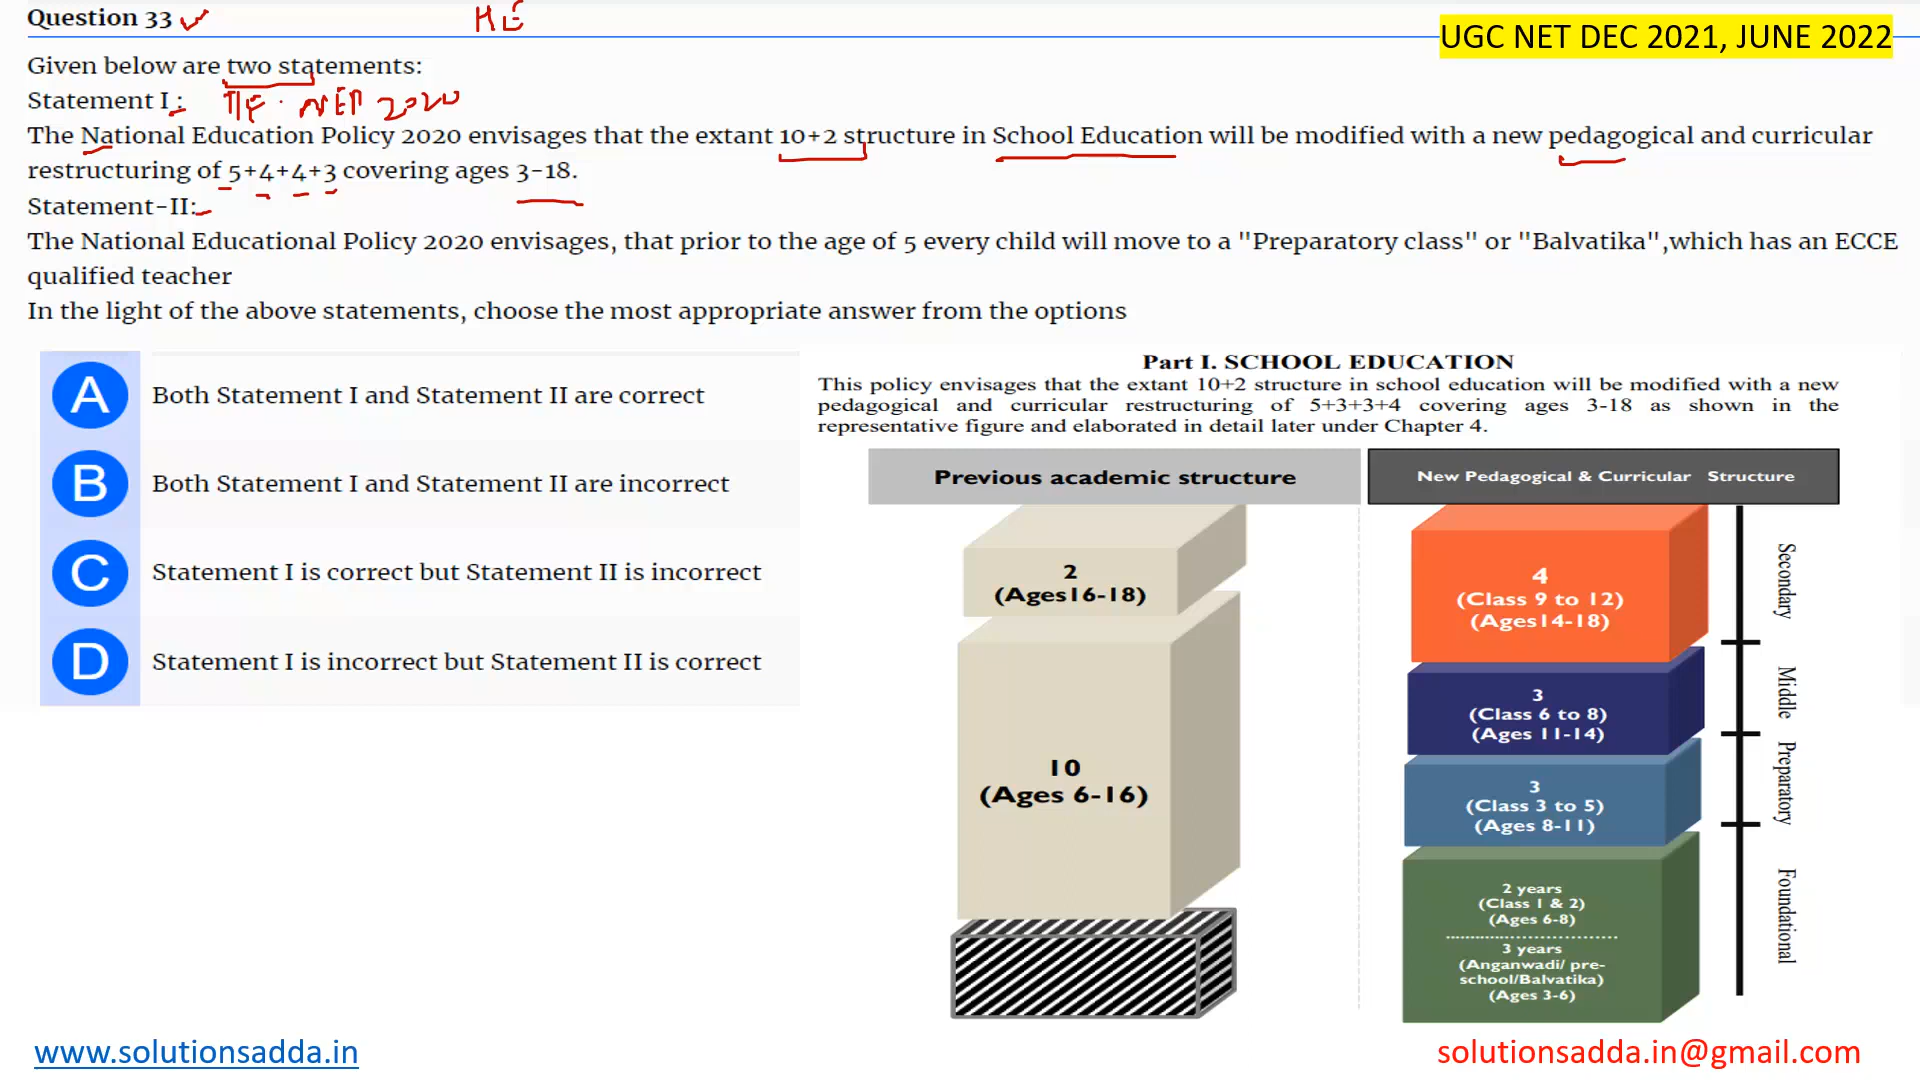 Question 33
HE
UGC NET DEC 2021, JUNE 2022
Given below are two statements:
Statement I :
NEP 2020
The National Education Policy 2020 envisages that the extant 10+2 structure in School Education will be modified with a new pedagogical and curricular
restructuring of 5+4+4+3 covering ages 3-18.
Statement-II:
The National Educational Policy 2020 envisages, that prior to the age of 5 every child will move to a "Preparatory class" or "Balvatika",which has an ECCE
qualified teacher
In the light of the above statements, choose the most appropriate answer from the options
A Both Statement I and Statement II are correct
B Both Statement I and Statement II are incorrect
C Statement I is correct but Statement II is incorrect
D Statement I is incorrect but Statement II is correct
Part I. SCHOOL EDUCATION
This policy envisages that the extant 10+2 structure in school education will be modified with a new
pedagogical and curricular restructuring of 5+3+3+4 covering ages 3-18 as shown in the
representative figure and elaborated in detail later under Chapter 4.
Previous academic structure
2
(Ages16-18)
10
(Ages 6-16)
New Pedagogical & Curricular Structure
4
(Class 9 to 12)
(Ages14-18)
Secondary
3
(Class 6 to 8)
(Ages 11-14)
Middle
3
(Class 3 to 5)
(Ages 8-11)
Preparatory
2 years
(Class 1 & 2)
(Ages 6-8)
3 years
(Anganwadi/ pre-
school/Balvatika)
(Ages 3-6)
Foundational
www.solutionsadda.in
solutionsadda.in@gmail.com